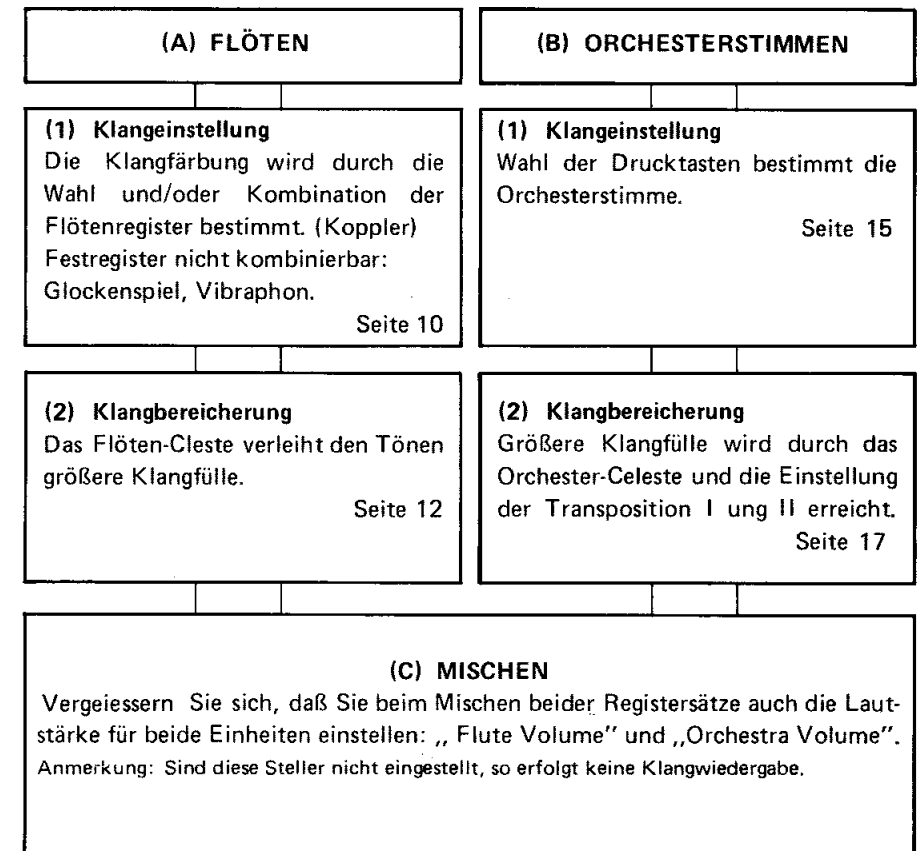 (A) FLÖTEN
(1) Klangeinstellung
Die Klangfärbung wird durch die
Wahl und/oder Kombination der
Flötenregister bestimmt. (Koppler)
Festregister nicht kombinierbar:
Glockenspiel, Vibraphon.
Seite 10
(2) Klangbereicherung
Das Flöten-Cleste verleiht den Tönen
größere Klangfülle.
Seite 12
(B) ORCHESTERSTIMMEN
(1) Klangeinstellung
Wahl der Drucktasten bestimmt die
Orchesterstimme.
Seite 15
(2) Klangbereicherung
Größere Klangfülle wird durch das
Orchester-Celeste und die Einstellung
der Transposition I ung II erreicht.
Seite 17
(C) MISCHEN
Vergeiessern Sie sich, daß Sie beim Mischen beider Registersätze auch die Laut-
stärke für beide Einheiten einstellen: ,, Flute Volume" und ,,Orchestra Volume".
Anmerkung: Sind diese Steller nicht eingestellt, so erfolgt keine Klangwiedergabe.